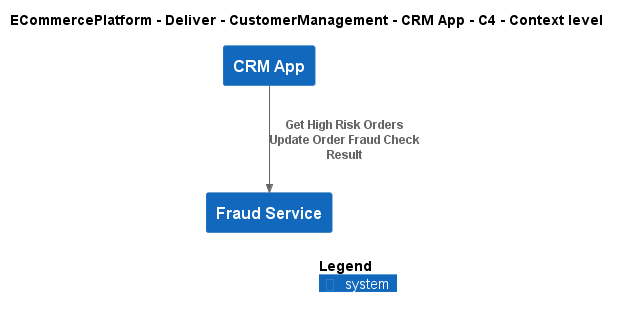 ECommercePlatform - Deliver - CustomerManagement - CRM App - C4 - Context level
CRM App
Get High Risk Orders
Update Order Fraud Check
Result
Fraud Service
Legend
system